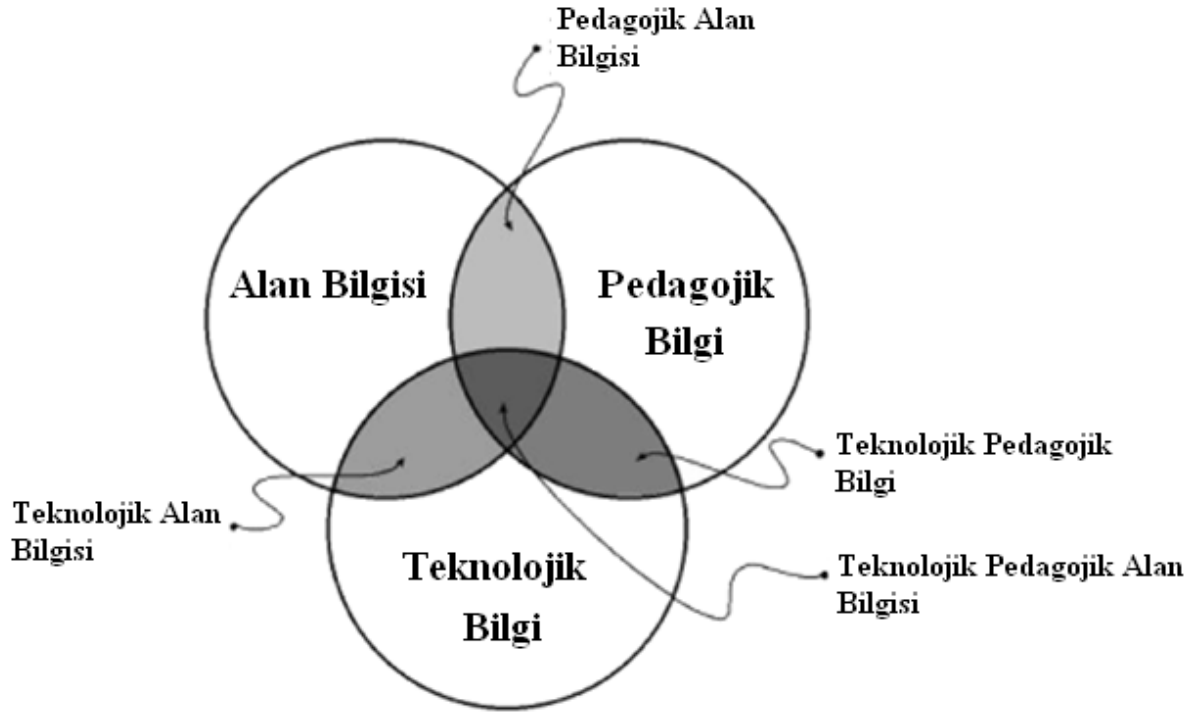 Pedagojik Alan
Bilgisi
Alan Bilgisi
Pedagojik
Bilgi
Teknolojik Pedagojik
Bilgi
Teknolojik Alan
Bilgisi
Teknolojik
Bilgi
Teknolojik Pedagojik Alan
Bilgisi